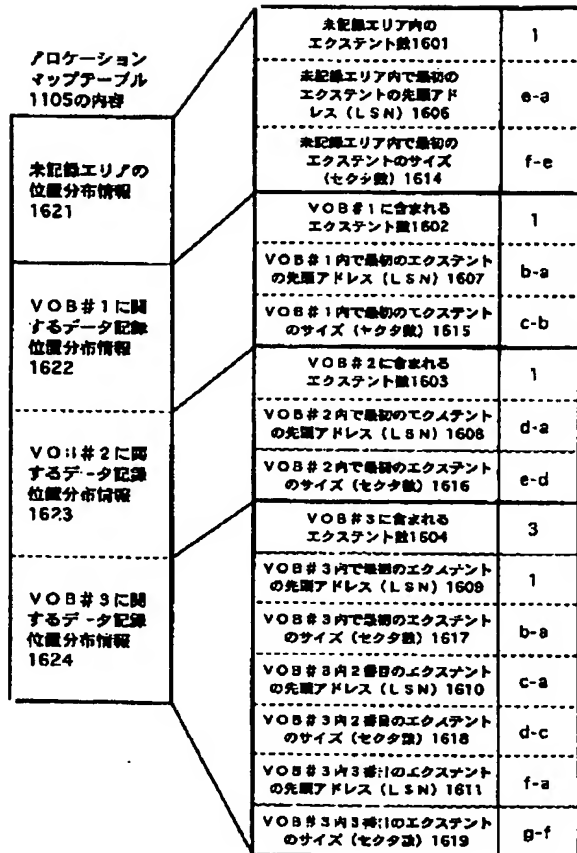 アロケーション
マップテーブル
1105の内容
未記録エリアの
位置分布情報
1621
VOB#1に関
するデータ記録
位置分布情報
1622
VOB#2に関
するデータ記録
位置分布情報
1623
VOB#3に関
するデータ記録
位置分布情報
1624
未記録エリア内の
エクステント数1601
1
未記録エリア内で最初の
エクステントの先頭アド
レス(LSN)1606
e-a
未記録エリア内で最初の
エクステントのサイズ
(セクタ数)1614
f-e
VOB#1に含まれる
エクステント数1602
1
VOB#1内で最初のエクステント
の先頭アドレス(LSN)1607
b-a
VOB#1内で最初のエクステント
のサイズ(セクタ数)1615
c-b
VOB#2に含まれる
エクステント数1603
1
VOB#2内で最初のエクステント
の先頭アドレス(LSN)1608
d-a
VOB#2内で最初のエクステント
のサイズ(セクタ数)1616
e-d
VOB#3に含まれる
エクステント数1604
3
VOB#3内で最初のエクステント
の先頭アドレス(LSN)1609
1
VOB#3内で最初のエクステント
のサイズ(セクタ数)1617
b-a
VOB#3内2番目のエクステント
の先頭アドレス(LSN)1610
c-a
VOB#3内2番目のエクステント
のサイズ(セクタ数)1618
d-c
VOB#3内3番目のエクステント
の先頭アドレス(LSN)1611
f-a
VOB#3内3番目のエクステント
のサイズ(セクタ数)1619
g-f